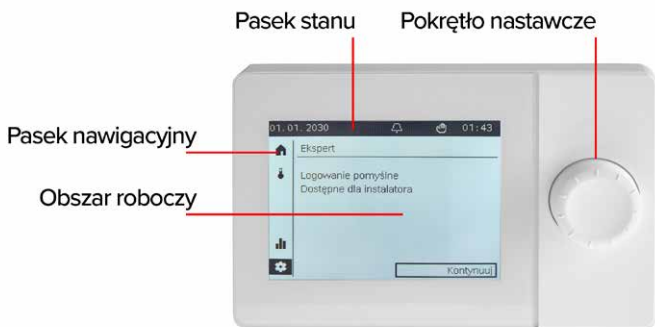 Pasek stanu
Pokrętło nastawcze
01.01.2030 01:43
Pasek nawigacyjny
Ekspert
Logowanie pomyślne
Dostępne dla instalatora
Obszar roboczy
Kontynuuj